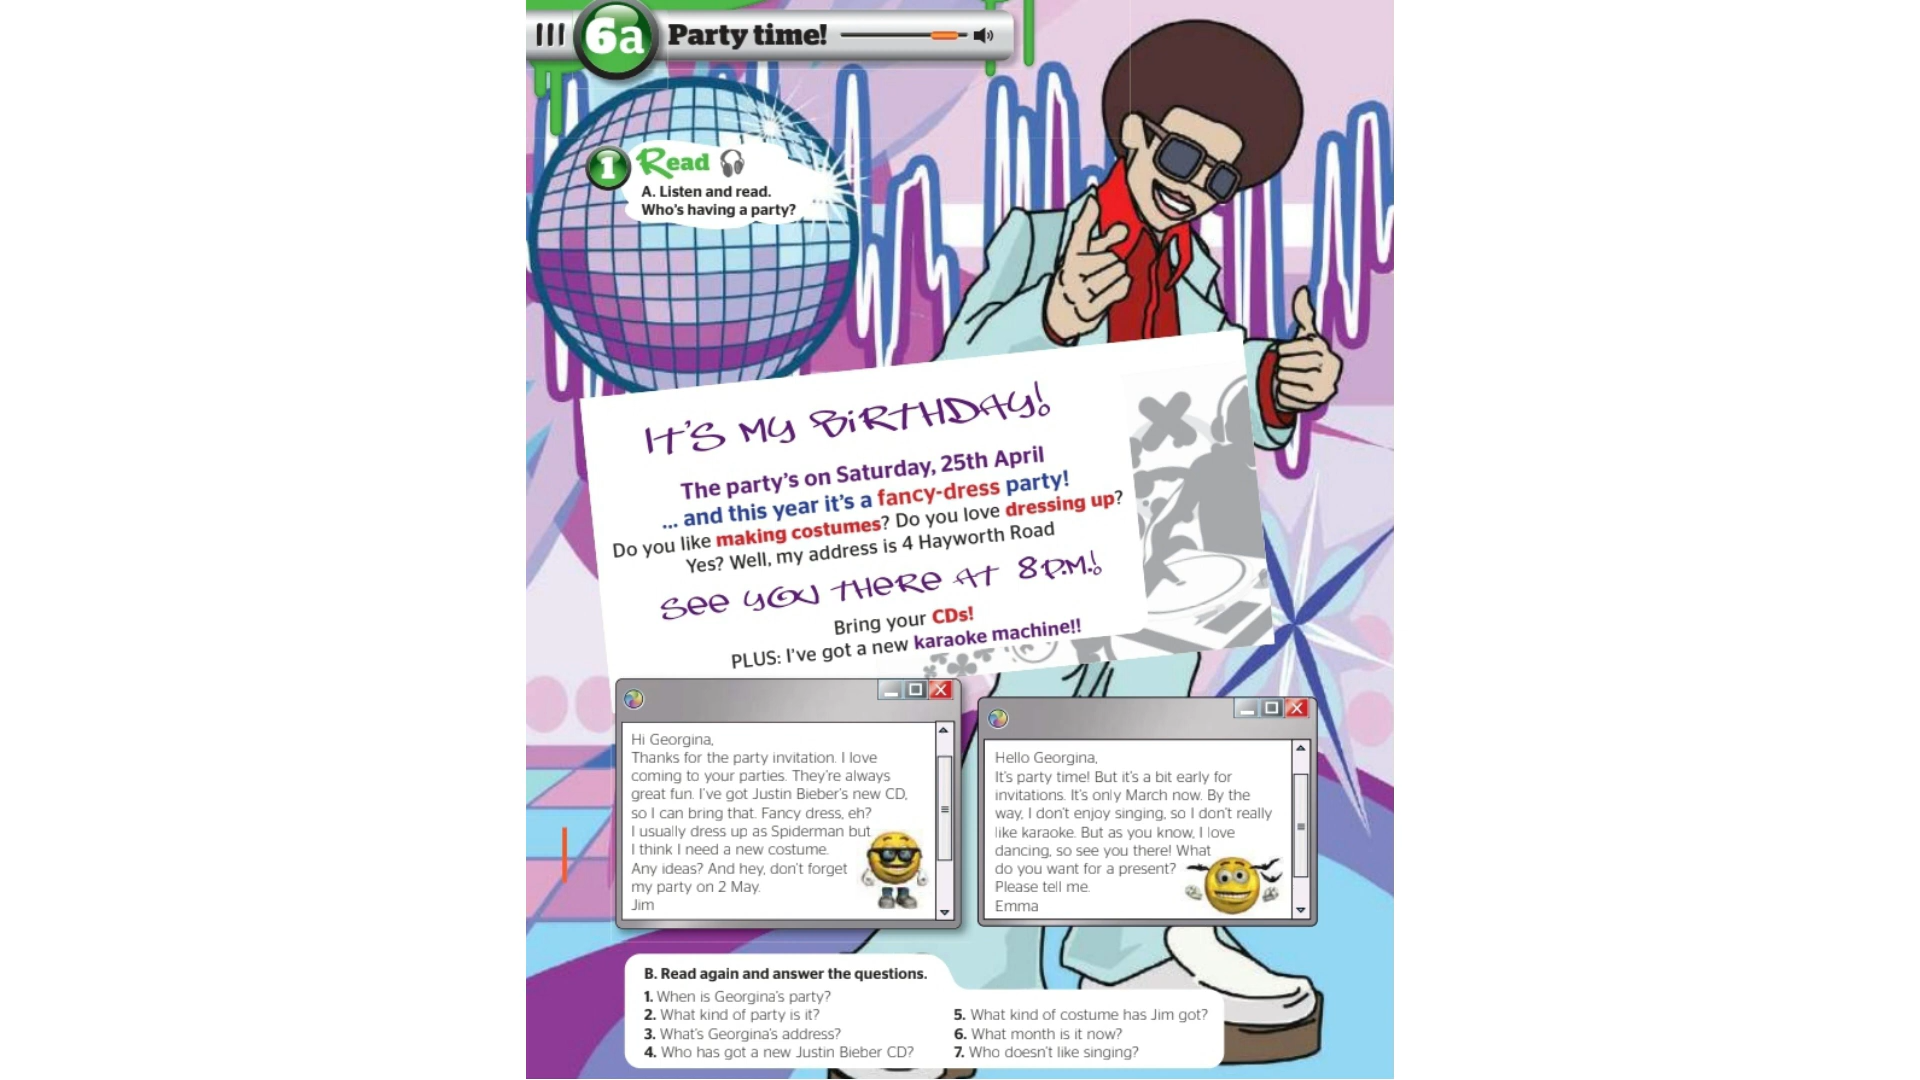 6a Party time!
1 Read
A. Listen and read.
Who's having a party?
IT'S MY BIRTHDAY!
The party's on Saturday, 25th April
... and this year it's a fancy-dress party!
Do you like making costumes? Do you love dressing up?
Yes? Well, my address is 4 Hayworth Road
SEE YOU THERE AT 8P.M.!
Bring your CDs!
PLUS: I've got a new karaoke machine!!
Hi Georgina,
Thanks for the party invitation. I love
coming to your parties. They're always
great fun. I've got Justin Bieber's new CD,
so I can bring that. Fancy dress, eh?
I usually dress up as Spiderman but
I think I need a new costume.
Any ideas? And hey, don't forget
my party on 2 May.
Jim
Hello Georgina,
It's party time! But it's a bit early for
invitations. It's only March now. By the
way, I don't enjoy singing, so I don't really
like karaoke. But as you know, I love
dancing, so see you there! What
do you want for a present?
Please tell me.
Emma
B. Read again and answer the questions.
1. When is Georgina's party?
2. What kind of party is it?
3. What's Georgina's address?
4. Who has got a new Justin Bieber CD?
5. What kind of costume has Jim got?
6. What month is it now?
7. Who doesn't like singing?